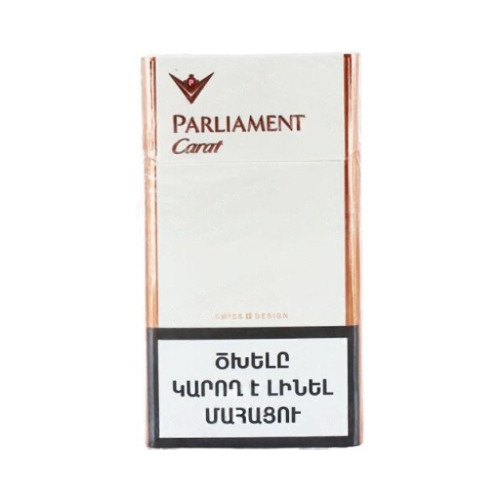 P
PARLIAMENT
Carat
SWISS DESIGN
ԾԽԵԼԸ
ԿԱՐՈՂ Է ԼԻՆԵԼ
ՄԱՀԱՑՈՒ